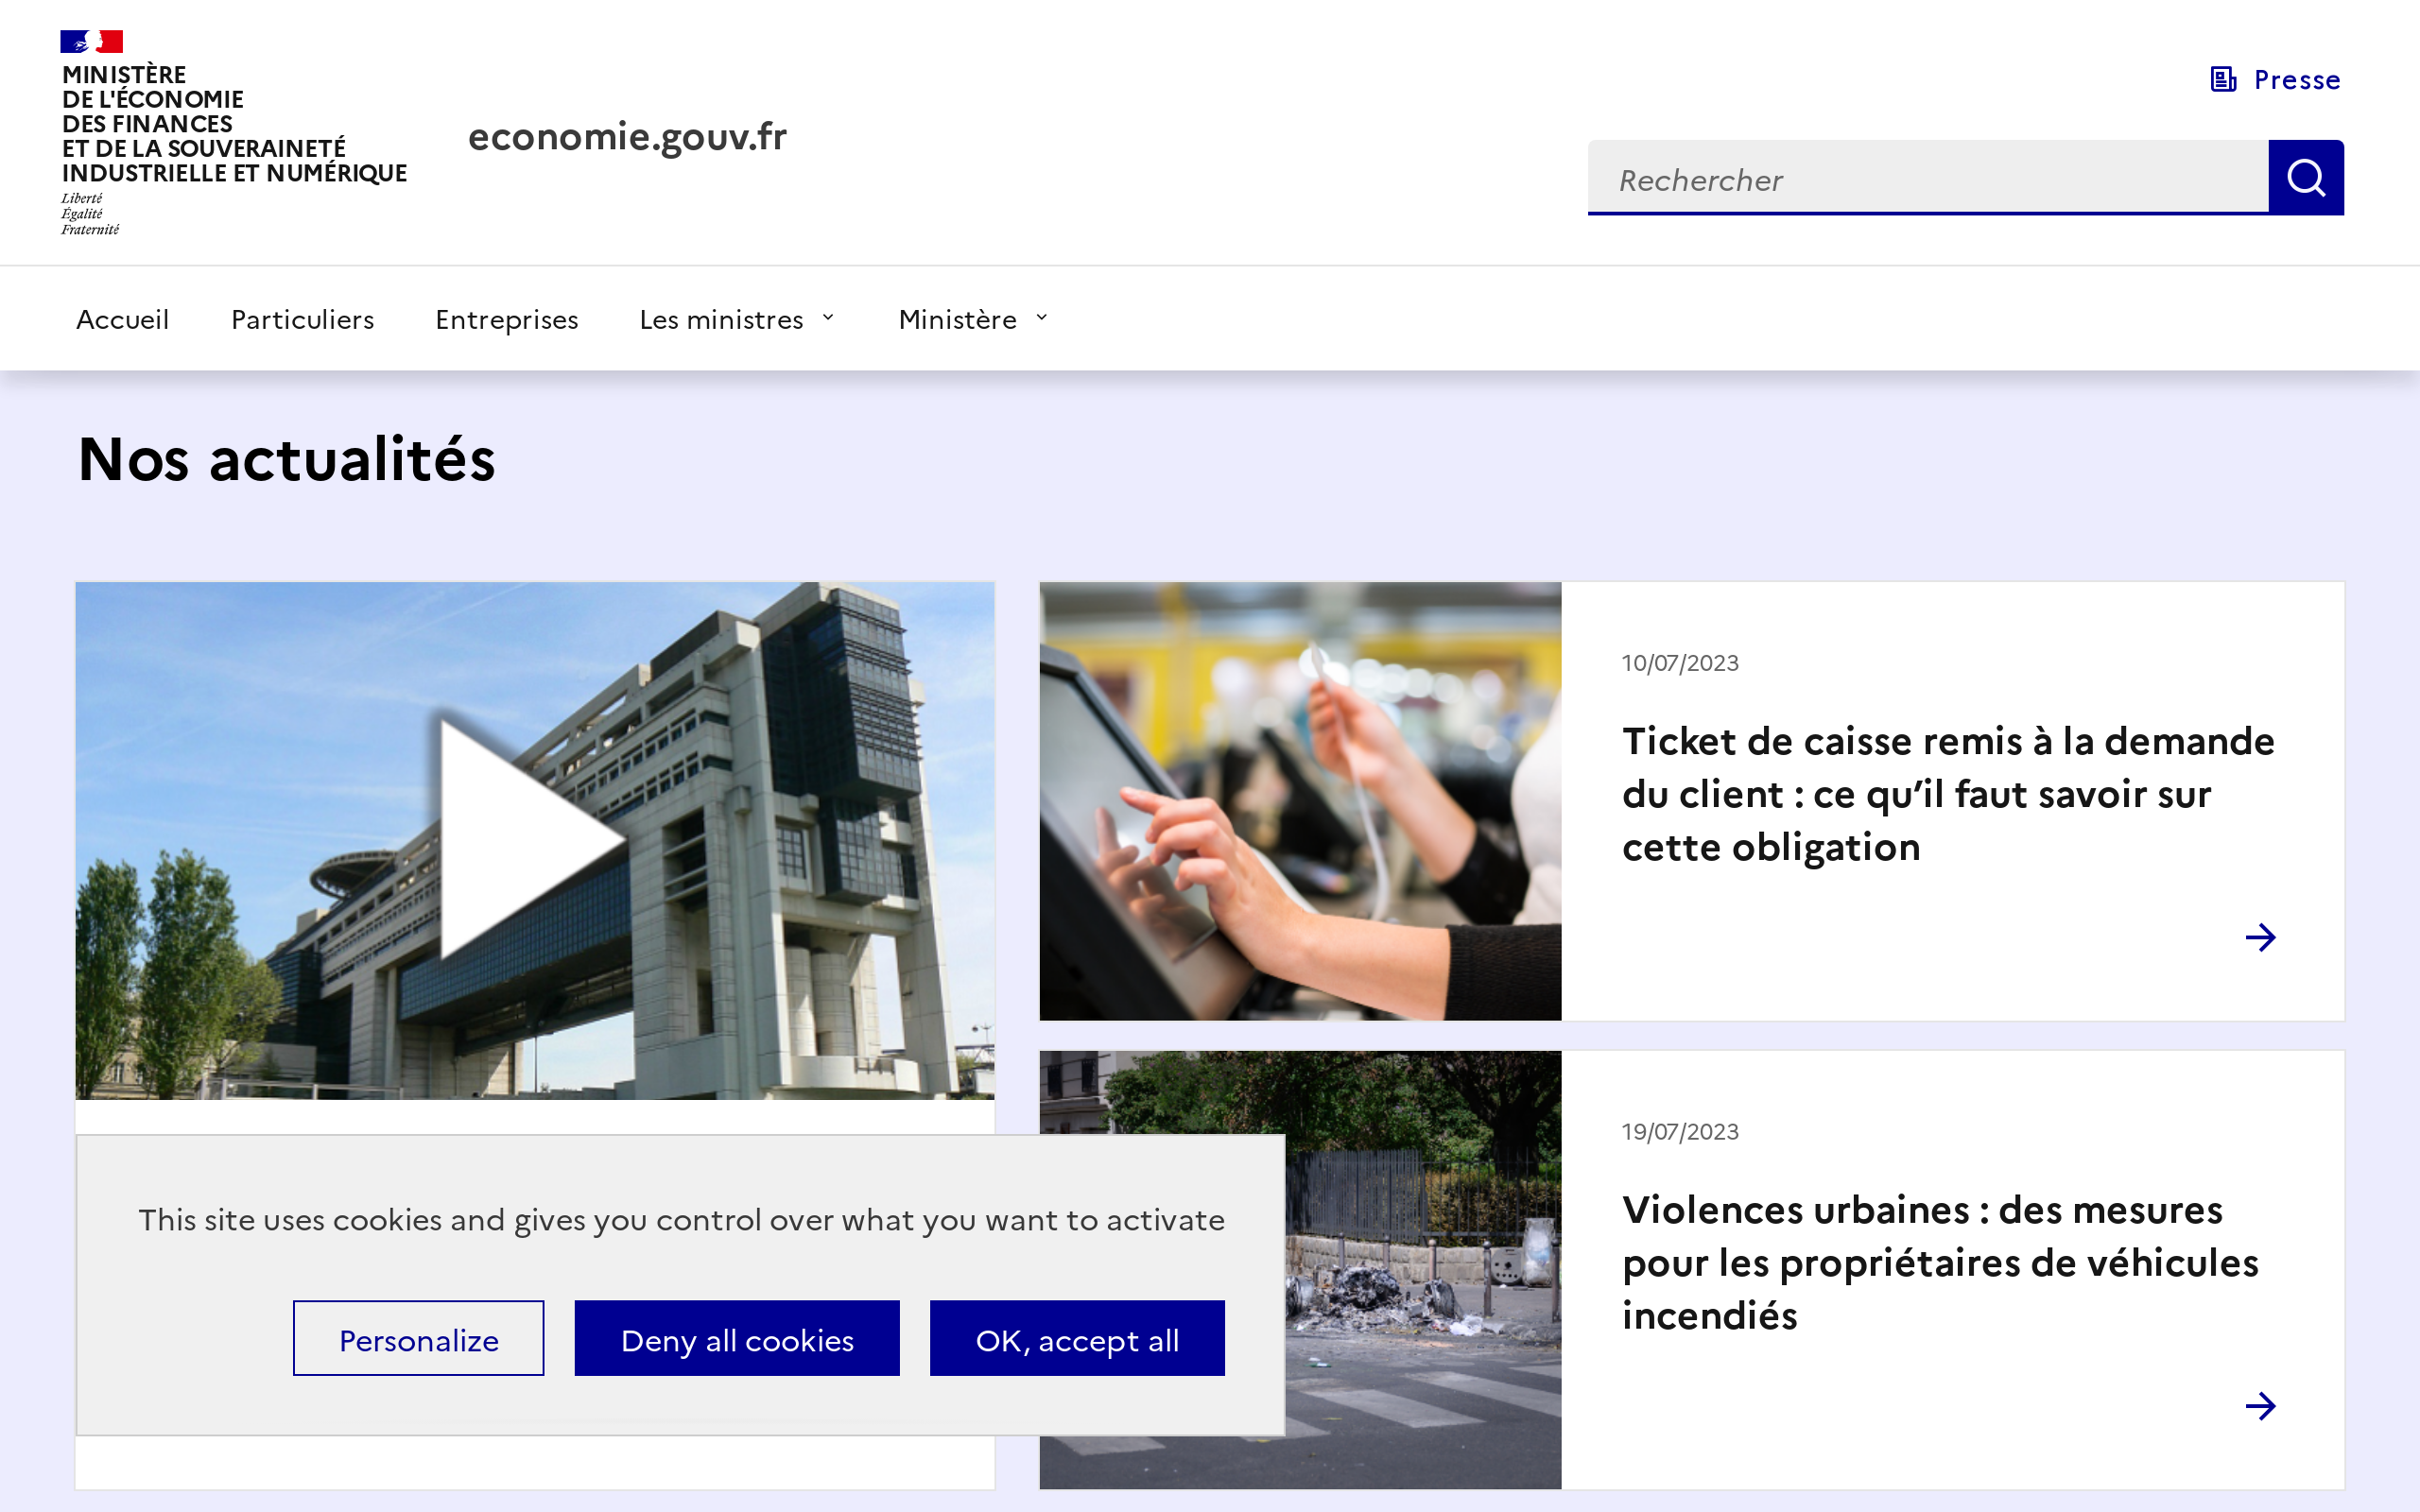 MINISTÈRE
DE L'ÉCONOMIE
DES FINANCES
ET DE LA SOUVERAINETÉ
INDUSTRIELLE ET NUMÉRIQUE
Liberté
Égalité
Fraternité
economie.gouv.fr
Presse
Rechercher
Accueil
Particuliers
Entreprises
Les ministres
Ministère
Nos actualités
10/07/2023
Ticket de caisse remis à la demande
du client : ce qu’il faut savoir sur
cette obligation
19/07/2023
Violences urbaines : des mesures
pour les propriétaires de véhicules
incendiés
This site uses cookies and gives you control over what you want to activate
Personalize
Deny all cookies
OK, accept all